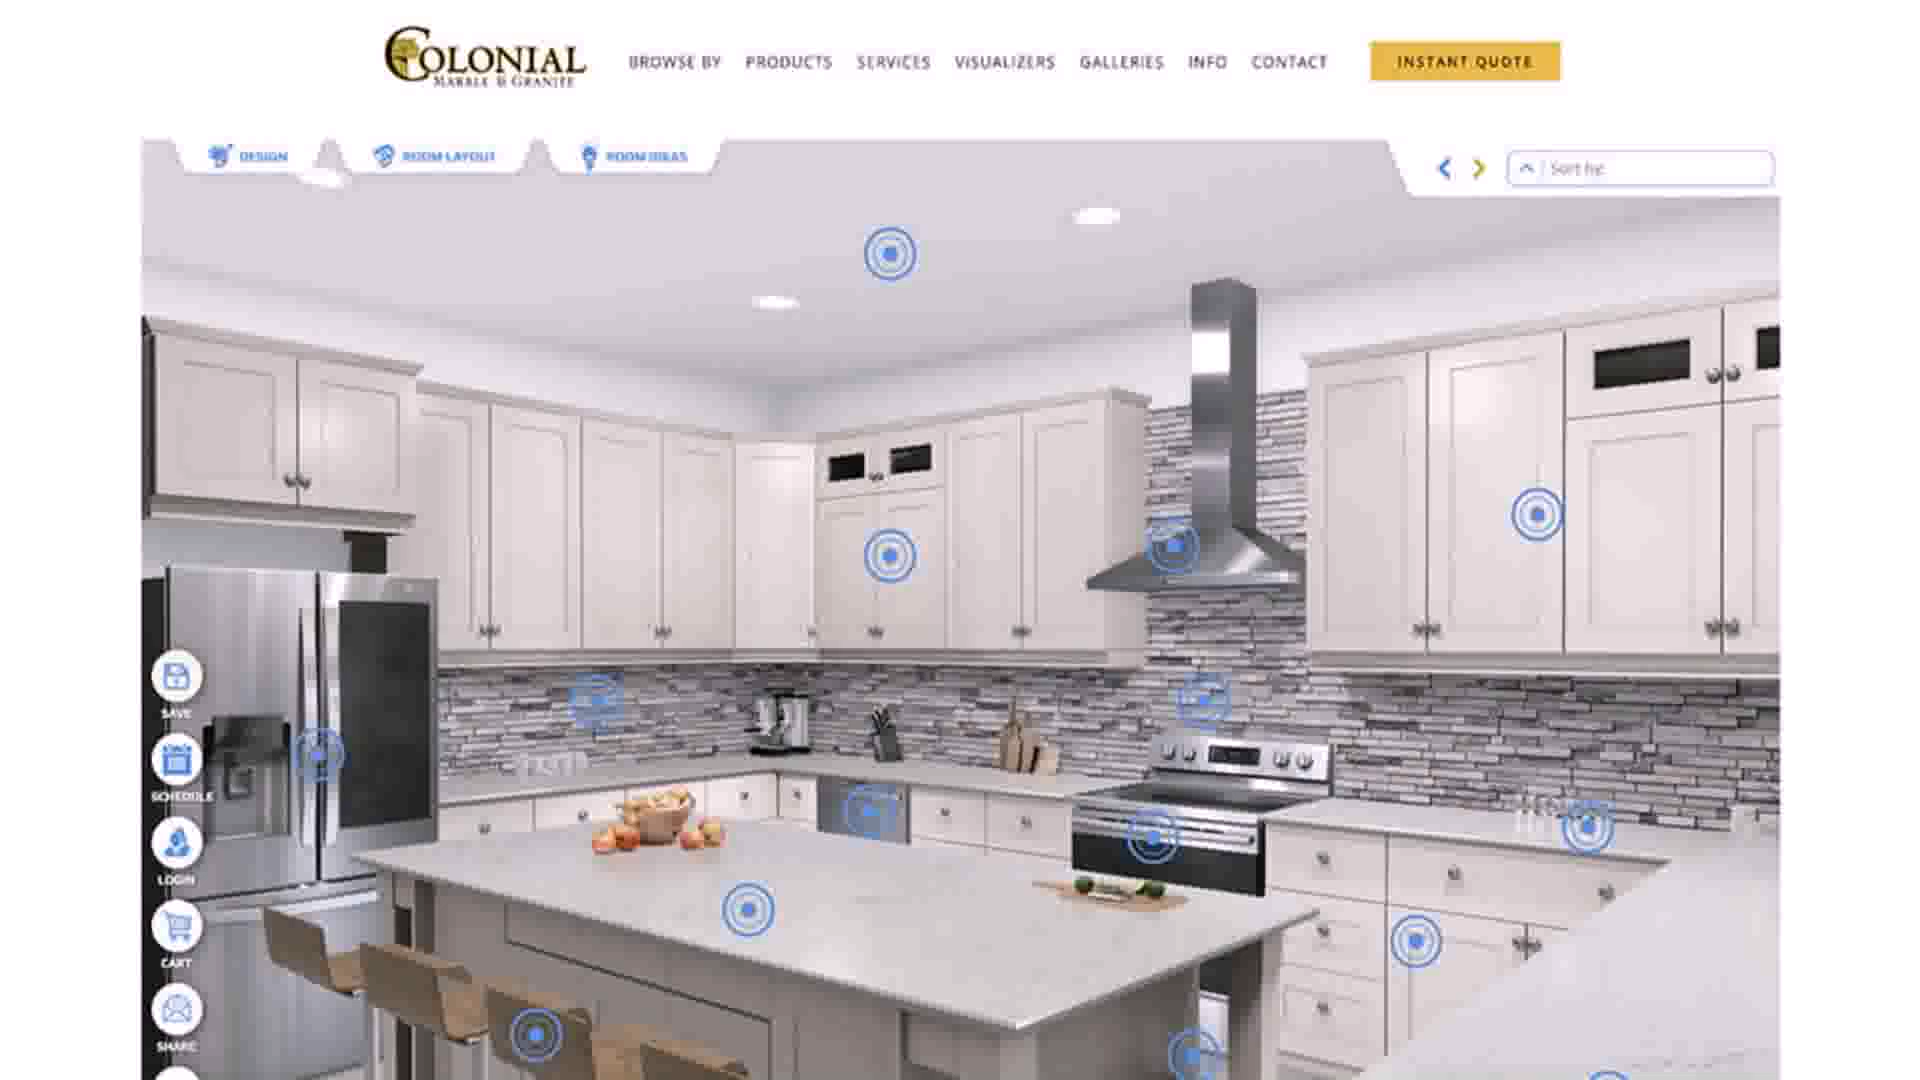 COLONIAL
MARBLE & GRANITE
BROWSE BY PRODUCTS SERVICES VISUALIZERS GALLERIES INFO CONTACT
INSTANT QUOTE
DESIGN ROOM LAYOUT ROOM IDEAS
Sort by:
SAVE
SCHEDULE
LOGIN
CART
SHARE